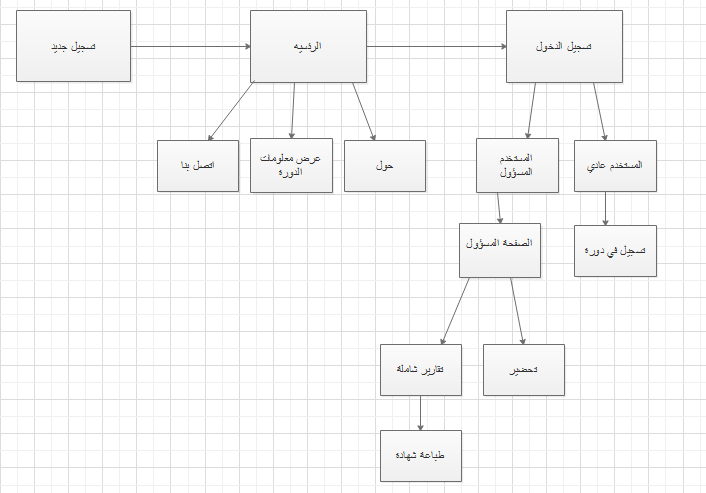 تسجيل الدخول
الرئسيه
تسجيل جديد
المستخدم عادي
المستخدم
المسؤول
حول
عرض معلومات
الدورة
اتصل بنا
الصفحة المسؤول
تسجيل في دورة
تحضير
تقارير شاملة
طباعة شهادة